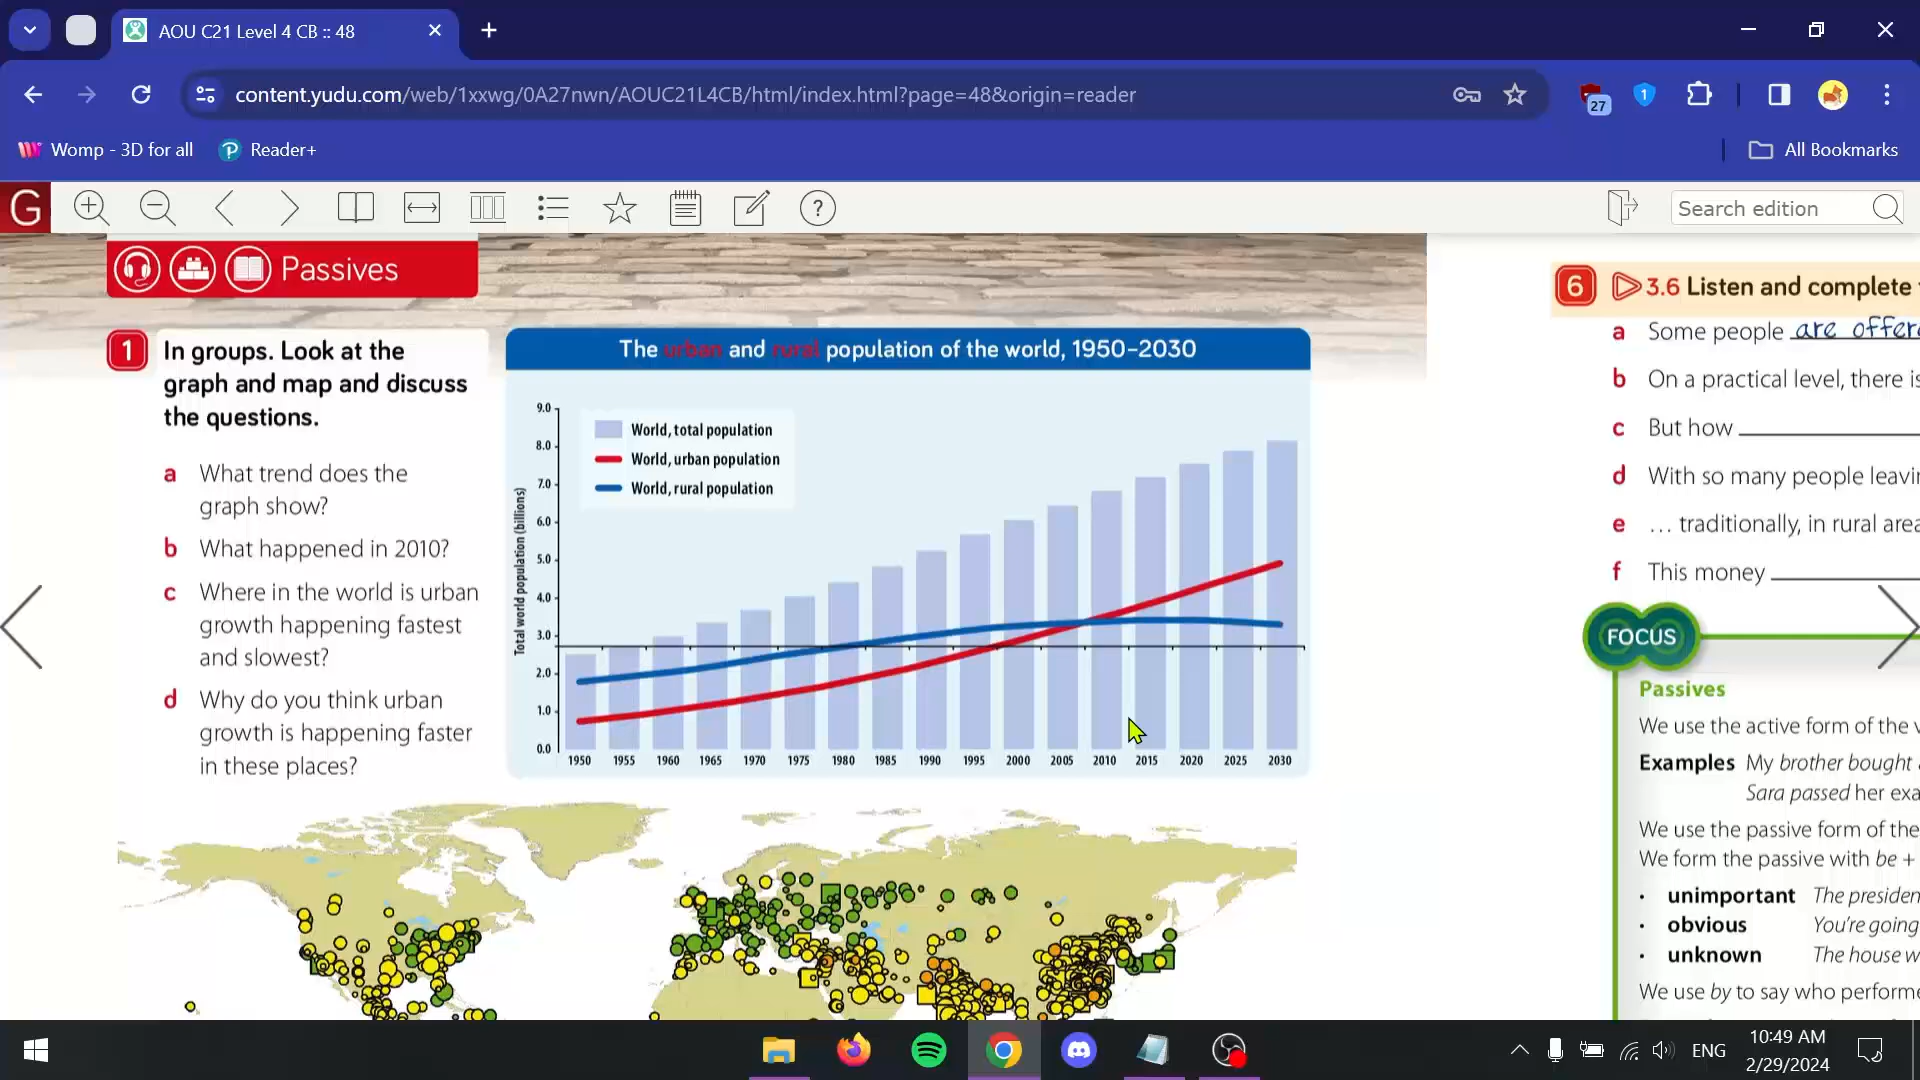 AOU C21 Level 4 CB :: 48
content.yudu.com/web/1xxwg/0A27nwn/AOUC21L4CB/html/index.html?page=48&origin=reader
27
1
Womp - 3D for all
Reader+
All Bookmarks
G
?
Search edition
Passives
1 In groups. Look at the
graph and map and discuss
the questions.
a What trend does the
graph show?
b What happened in 2010?
c Where in the world is urban
growth happening fastest
and slowest?
d Why do you think urban
growth is happening faster
in these places?
The urban and rural population of the world, 1950–2030
Total world population (billions)
9.0
8.0
7.0
6.0
5.0
4.0
3.0
2.0
1.0
0.0
World, total population
World, urban population
World, rural population
1950 1955 1960 1965 1970 1975 1980 1985 1990 1995 2000 2005 2010 2015 2020 2025 2030
6 3.6 Listen and complete
a Some people are offer
b On a practical level, there is
c But how
d With so many people leavi
e … traditionally, in rural area
f This money
FOCUS
Passives
We use the active form of the v
Examples My brother bought
Sara passed her exa
We use the passive form of the
We form the passive with be +
• unimportant The presiden
• obvious You're going
• unknown The house w
We use by to say who performe
ENG
10:49 AM
2/29/2024